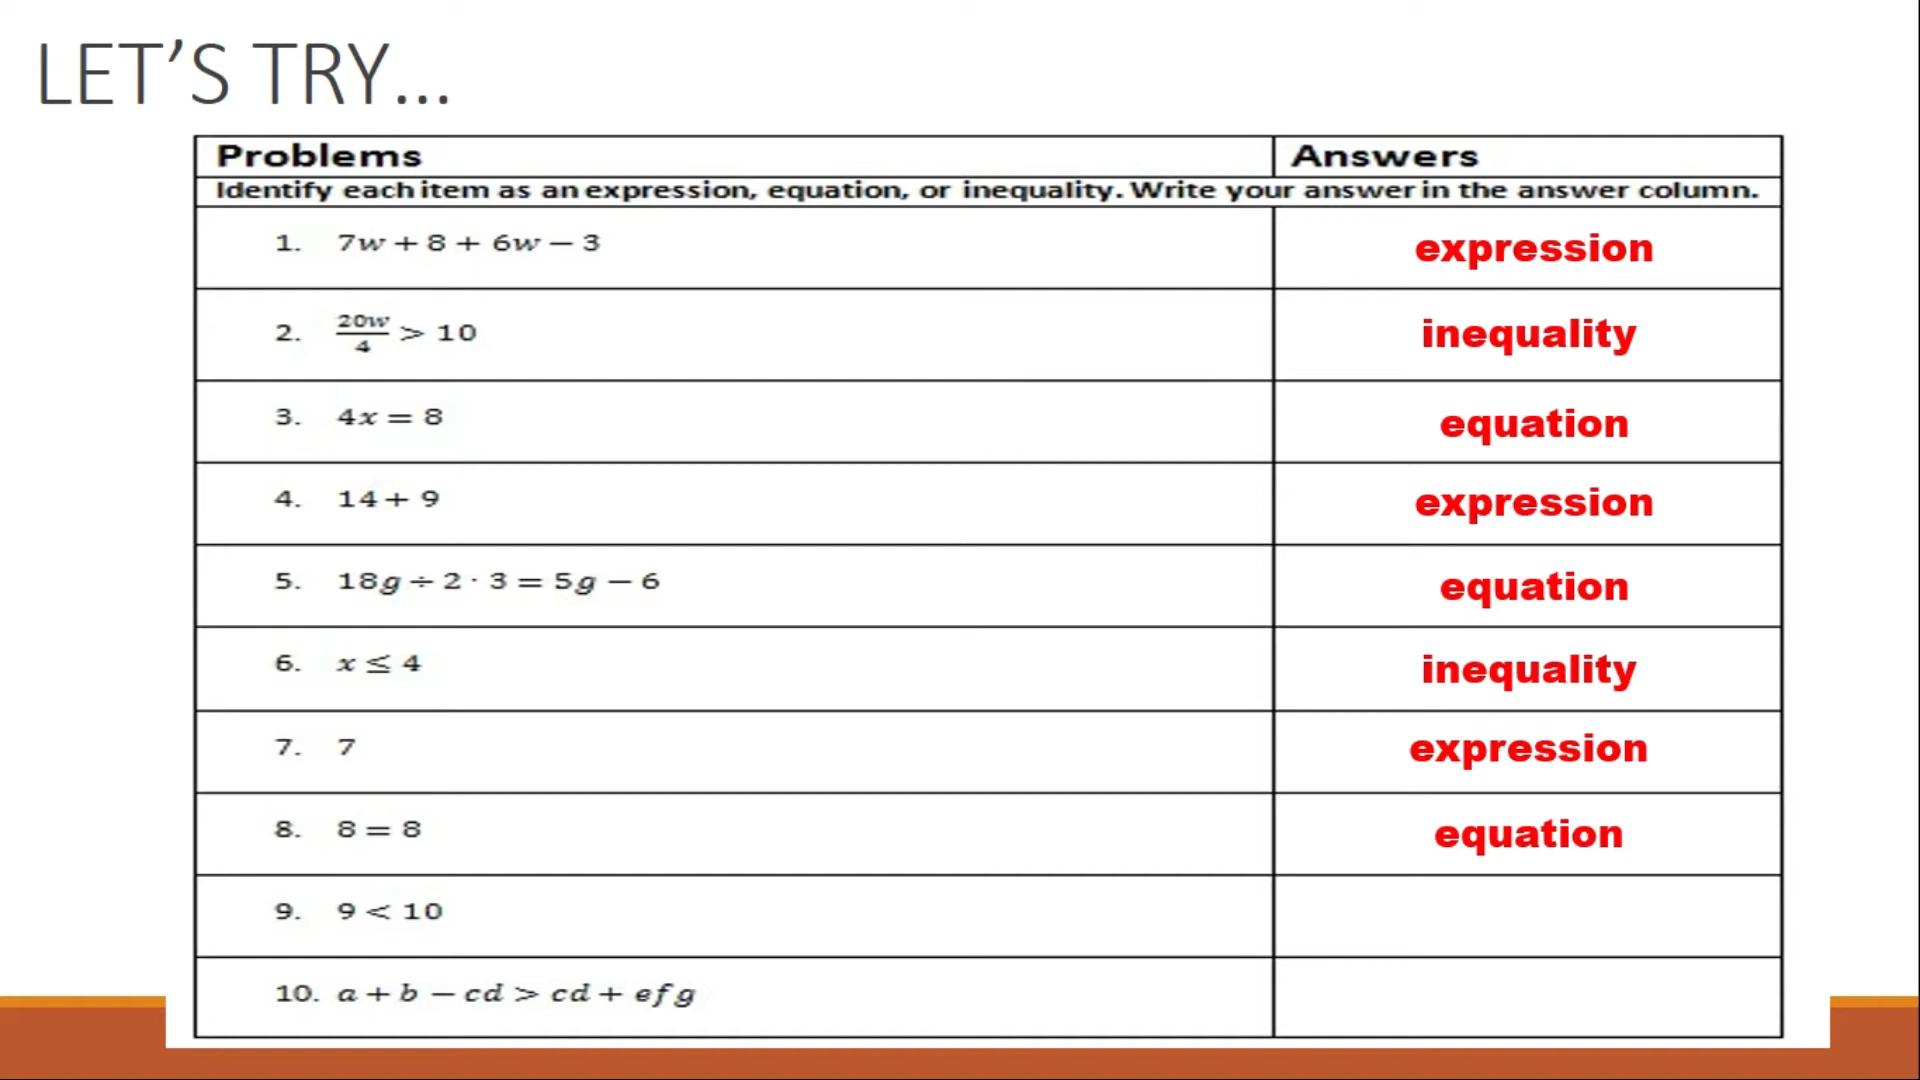 LET’S TRY...
Problems Answers
Identify each item as an expression, equation, or inequality. Write your answer in the answer column.
1. 7w + 8 + 6w − 3 expression
2. 20w/4 > 10 inequality
3. 4x = 8 equation
4. 14 + 9 expression
5. 18g ÷ 2 · 3 = 5g − 6 equation
6. x ≤ 4 inequality
7. 7 expression
8. 8 = 8 equation
9. 9 < 10
10. a + b − cd > cd + efg